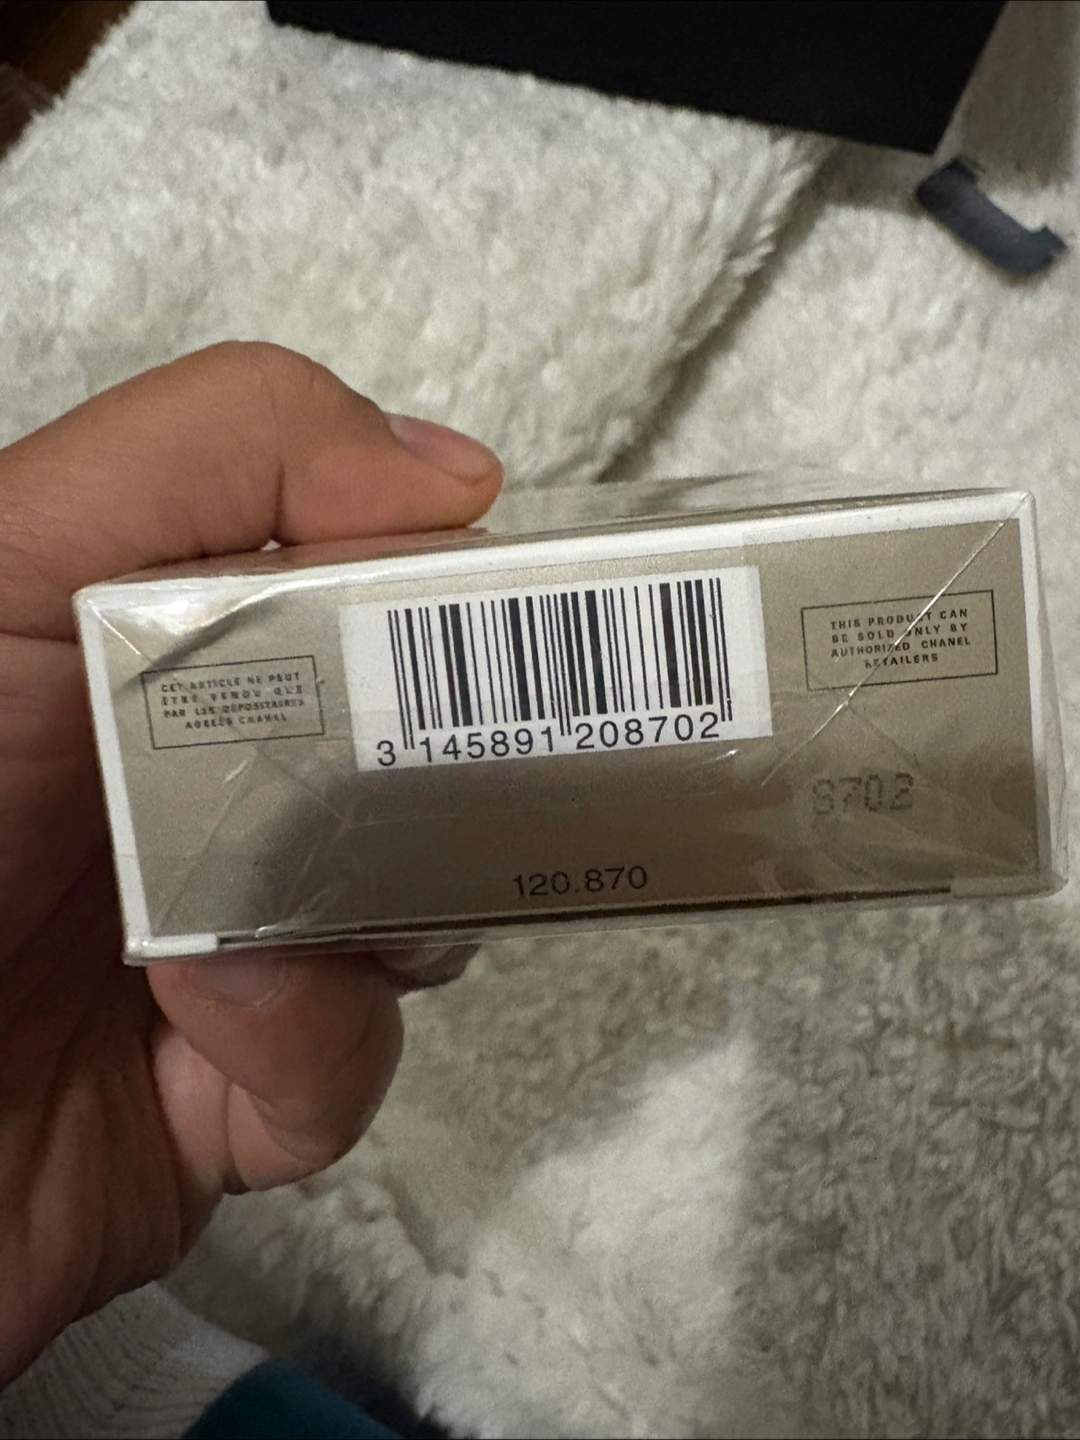 CET ARTICLE NE PEUT
ÊTRE VENDU QUE
PAR LES DÉPOSITAIRES
AGRÉÉS CHANEL
3 145891 208702
THIS PRODUCT CAN
BE SOLD ONLY BY
AUTHORIZED CHANEL
RETAILERS
8702
120.870